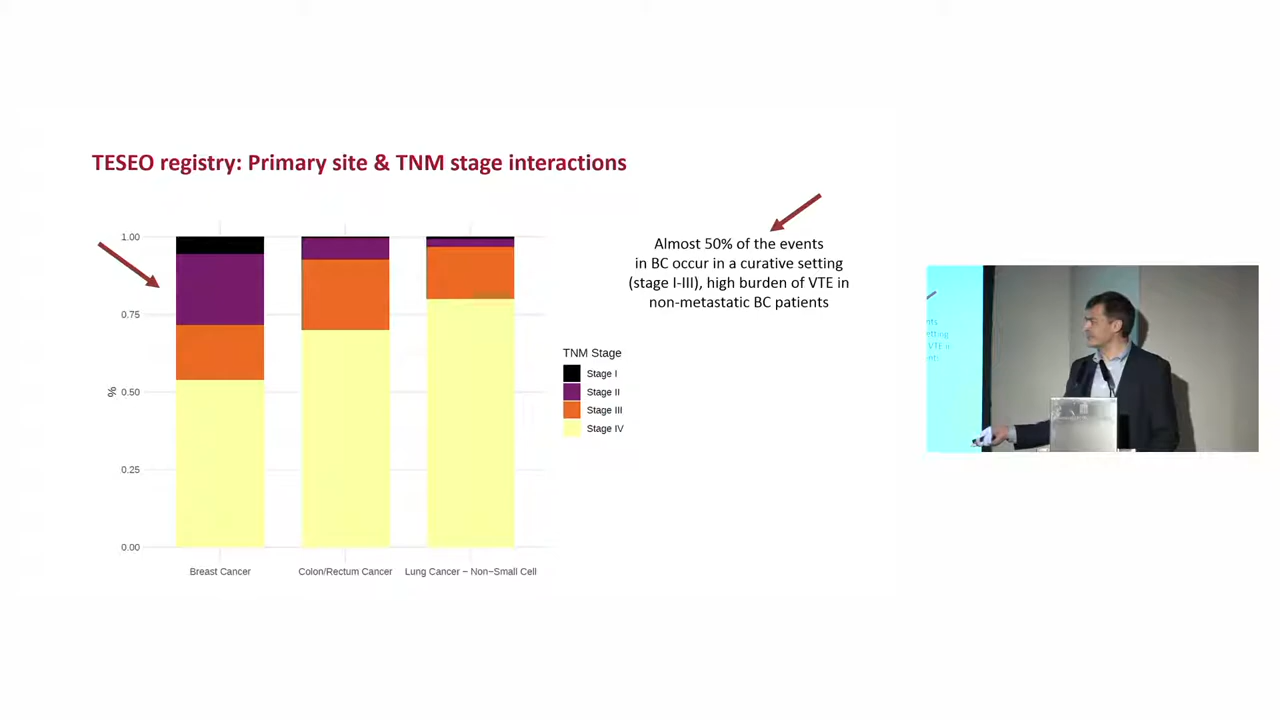 TESEO registry: Primary site & TNM stage interactions
1.00
0.75
%
0.50
0.25
0.00
Breast Cancer
Colon/Rectum Cancer
Lung Cancer − Non−Small Cell
TNM Stage
Stage I
Stage II
Stage III
Stage IV
Almost 50% of the events
in BC occur in a curative setting
(stage I-III), high burden of VTE in
non-metastatic BC patients
etting
VTE in